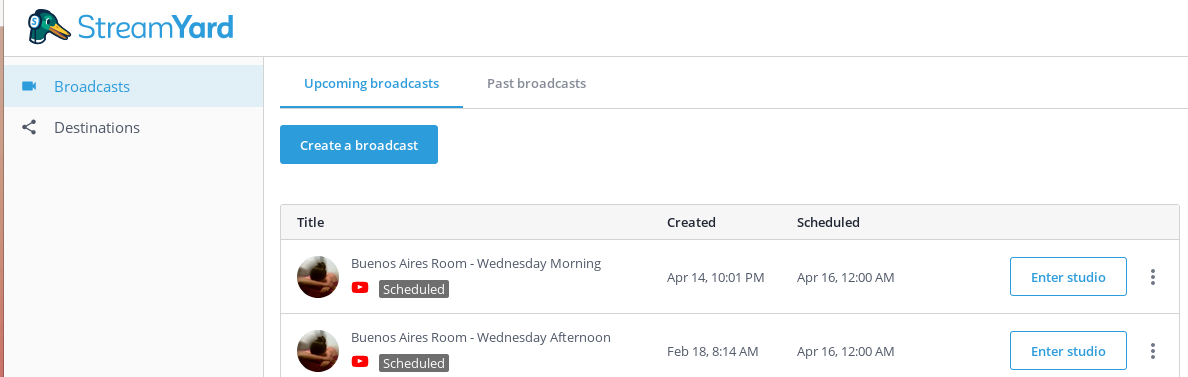 StreamYard
Broadcasts
Destinations
Upcoming broadcasts Past broadcasts
Create a broadcast
Title Created Scheduled
Buenos Aires Room - Wednesday Morning
Scheduled
Apr 14, 10:01 PM Apr 16, 12:00 AM Enter studio
Buenos Aires Room - Wednesday Afternoon
Scheduled
Feb 18, 8:14 AM Apr 16, 12:00 AM Enter studio